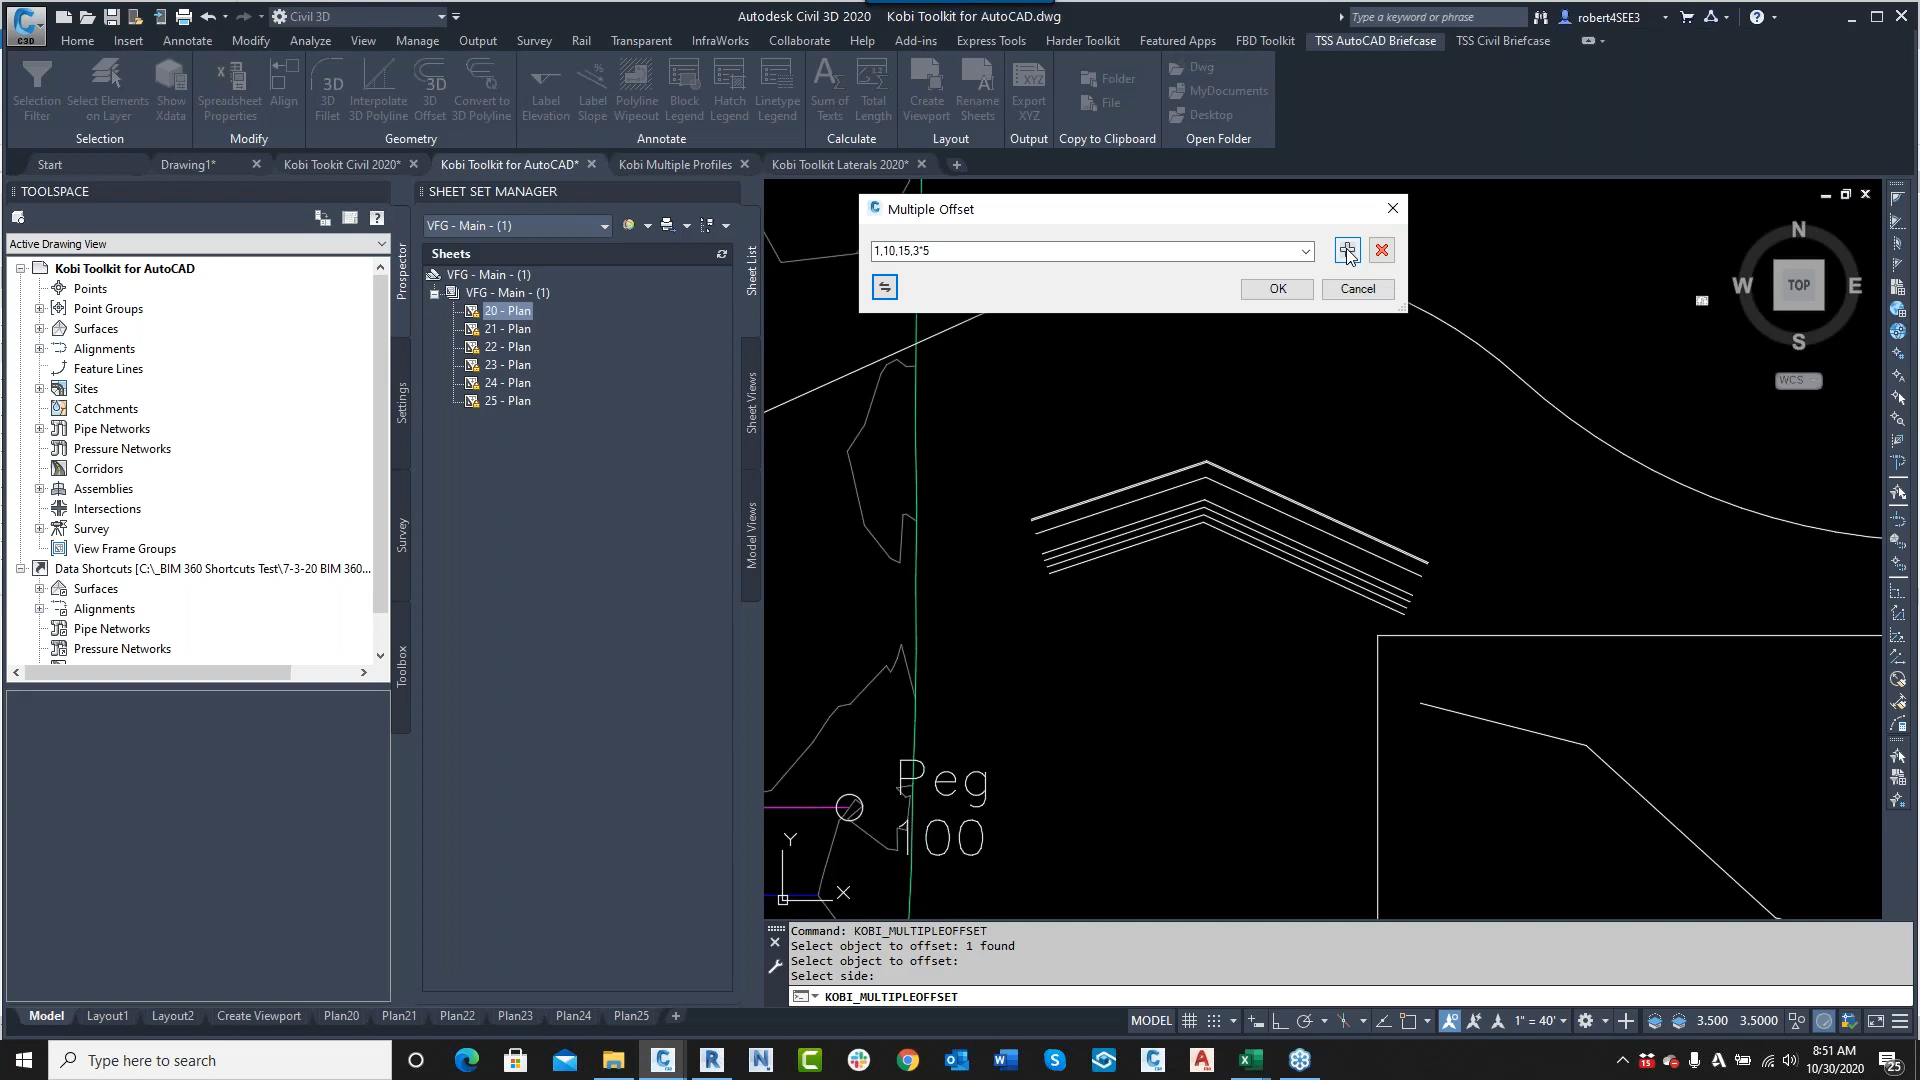 Civil 3D
Autodesk Civil 3D 2020 Kobi Toolkit for AutoCAD.dwg
Type a keyword or phrase
robert4SEE3
C3D
Home Insert Annotate Modify Analyze View Manage Output Survey Rail Transparent InfraWorks Collaborate Help Add-ins Express Tools Harder Toolkit Featured Apps FBD Toolkit TSS AutoCAD Briefcase TSS Civil Briefcase
Selection Filter
Select Elements on Layer
Show Xdata
Spreadsheet Properties
Align
3D Fillet
Interpolate 3D Polyline
3D Offset
Convert to 3D Polyline
Label Elevation
Label Slope
Polyline Wipeout
Block Legend
Hatch Legend
Linetype Legend
Sum of Texts
Total Length
Create Viewport
Rename Sheets
Export XYZ
Folder
File
Dwg
MyDocuments
Desktop
Selection Modify Geometry Annotate Calculate Layout Output Copy to Clipboard Open Folder
Start Drawing1* Kobi Tookit Civil 2020* Kobi Toolkit for AutoCAD* Kobi Multiple Profiles Kobi Toolkit Laterals 2020*
TOOLSPACE
Active Drawing View
Kobi Toolkit for AutoCAD
Points
Point Groups
Surfaces
Alignments
Feature Lines
Sites
Catchments
Pipe Networks
Pressure Networks
Corridors
Assemblies
Intersections
Survey
View Frame Groups
Data Shortcuts [C:\_BIM 360 Shortcuts Test\7-3-20 BIM 360...
Surfaces
Alignments
Pipe Networks
Pressure Networks
Prospector
Settings
Survey
Toolbox
SHEET SET MANAGER
VFG - Main - (1)
Sheets
VFG - Main - (1)
VFG - Main - (1)
20 - Plan
21 - Plan
22 - Plan
23 - Plan
24 - Plan
25 - Plan
Sheet List
Sheet Views
Model Views
Multiple Offset
1,10,15,3*5
OK Cancel
N
W TOP E
S
WCS
Peg
100
Y
X
Command: KOBI_MULTIPLEOFFSET
Select object to offset: 1 found
Select object to offset:
Select side:
KOBI_MULTIPLEOFFSET
Model Layout1 Layout2 Create Viewport Plan20 Plan21 Plan22 Plan23 Plan24 Plan25
MODEL 1" = 40' 3.500 3.5000
Type here to search
8:51 AM
10/30/2020
25